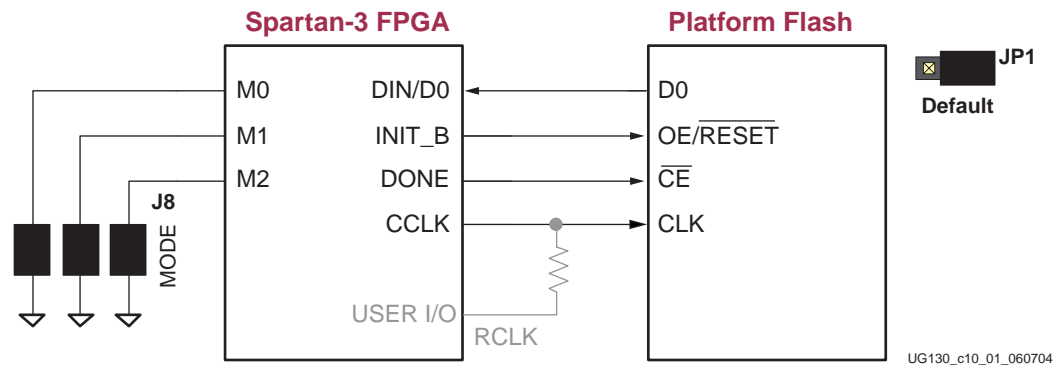 Spartan-3 FPGA
Platform Flash
JP1
Default
M0
DIN/D0
D0
M1
INIT_B
OE/RESET
M2
DONE
CE
J8
MODE
CCLK
CLK
USER I/O
RCLK
UG130_c10_01_060704